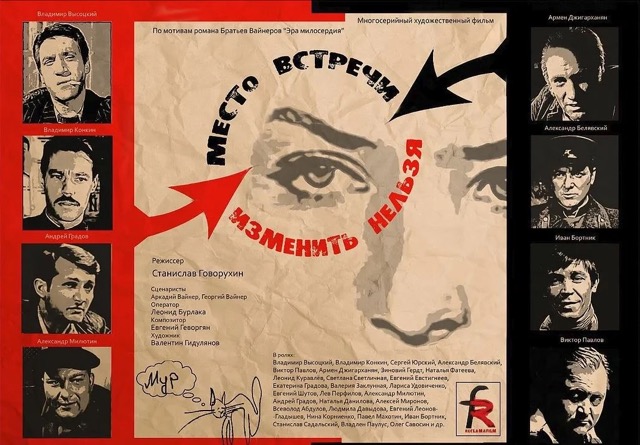 Владимир Высоцкий
Многосерийный художественный фильм
Армен Джигарханян
По мотивам романа Братьев Вайнеров "Эра милосердия"
МЕСТО ВСТРЕЧИ
ИЗМЕНИТЬ НЕЛЬЗЯ
Владимир Конкин
Александр Белявский
Андрей Градов
Иван Бортник
Александр Милютин
Виктор Павлов
Режиссер
Станислав Говорухин
Сценаристы
Аркадий Вайнер, Георгий Вайнер
Оператор
Леонид Бурлака
Композитор
Евгений Геворгян
Художник
Валентин Гидулянов
Мур
В ролях:
Владимир Высоцкий, Владимир Конкин, Сергей Юрский, Александр Белявский,
Виктор Павлов, Армен Джигарханян, Зиновий Гердт, Наталья Фатеева,
Леонид Куравлёв, Светлана Светличная, Евгений Евстигнеев,
Екатерина Градова, Валерия Заклунная, Лариса Удовиченко,
Евгений Шутов, Лев Перфилов, Александр Милютин,
Андрей Градов, Наталья Данилова, Алексей Миронов,
Всеволод Абдулов, Людмила Давыдова, Евгений Леонов-
Гладышев, Нина Корниенко, Павел Махотин, Иван Бортник,
Станислав Садальский, Владлен Паулус, Олег Савосин и др.